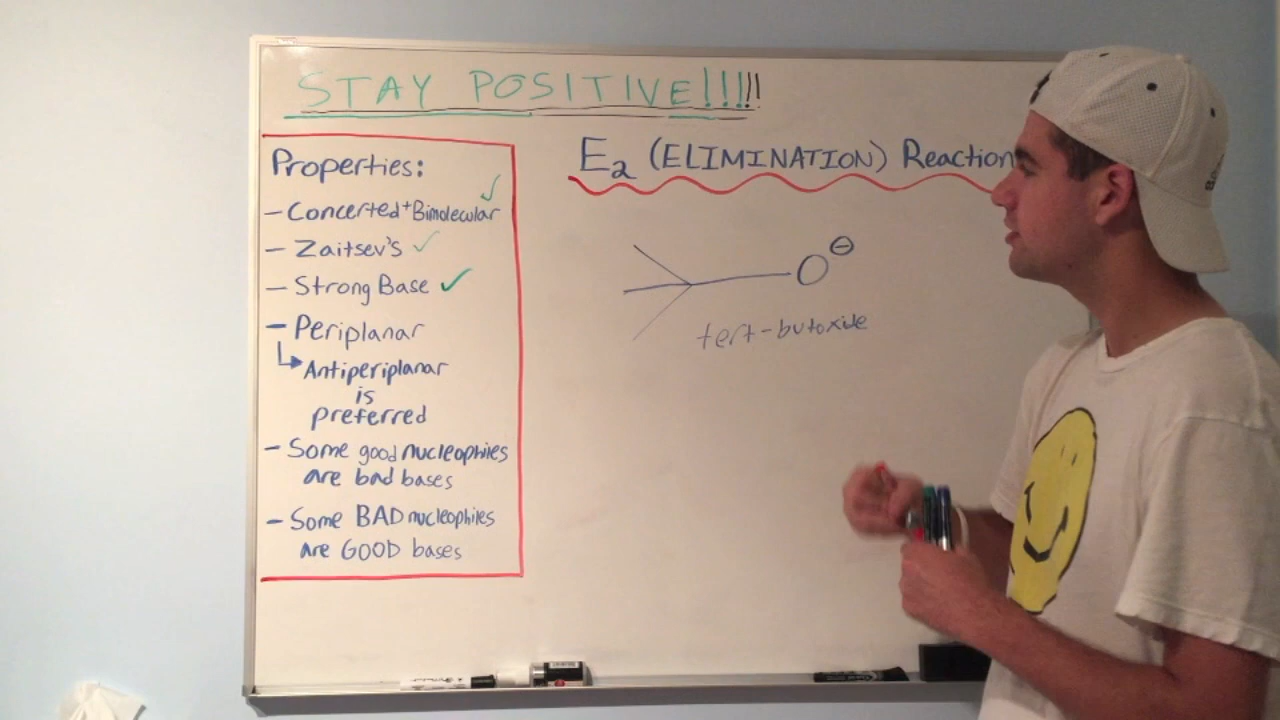 STAY POSITIVE!!!!!!
Properties:
- Concerted + Bimolecular ✓
- Zaitsev's ✓
- Strong Base ✓
- Periplanar
↳ Antiperiplanar
is
preferred
- Some good nucleophiles
are bad bases
- Some BAD nucleophiles
are GOOD bases
E₂ (ELIMINATION) Reaction
O⊖
tert-butoxide